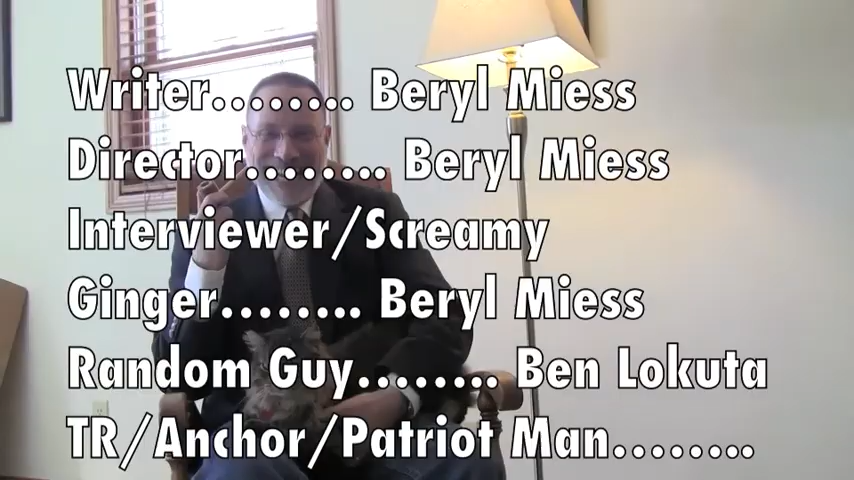 Writer........ Beryl Miess
Director........ Beryl Miess
Interviewer/Screamy
Ginger........ Beryl Miess
Random Guy........ Ben Lokuta
TR/Anchor/Patriot Man........